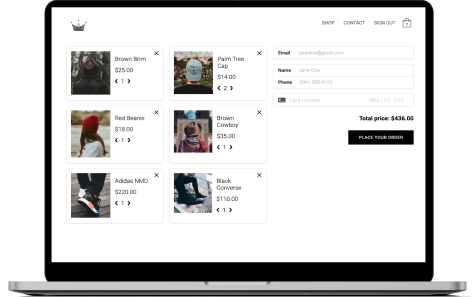 SHOP CONTACT SIGN OUT 7
Brown Brim
$25.00
1
Palm Tree
Cap
$14.00
2
Red Beanie
$18.00
1
Brown
Cowboy
$35.00
1
Adidas NMD
$220.00
1
Black
Converse
$110.00
1
Email janedoe@gmail.com
Name Jane Doe
Phone (941) 555-0123
Card number MM / YY CVC
Total price: $436.00
PLACE YOUR ORDER